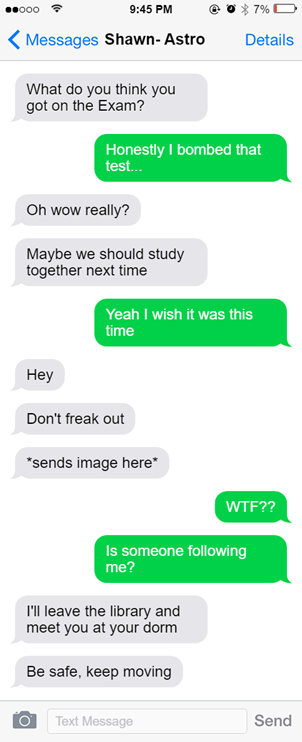 9:45 PM
7%
Messages
Shawn- Astro
Details
What do you think you
got on the Exam?
Honestly I bombed that
test...
Oh wow really?
Maybe we should study
together next time
Yeah I wish it was this
time
Hey
Don't freak out
*sends image here*
WTF??
Is someone following
me?
I'll leave the library and
meet you at your dorm
Be safe, keep moving
Text Message
Send